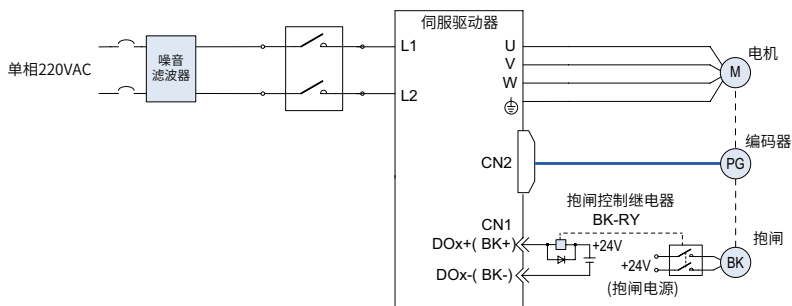 伺服驱动器
单相220VAC
噪音
滤波器
L1
L2
U
V
W
电机
M
CN2
编码器
PG
抱闸控制继电器
BK-RY
CN1
DOx+( BK+)
+24V
DOx-( BK-)
+24V
(抱闸电源)
抱闸
BK